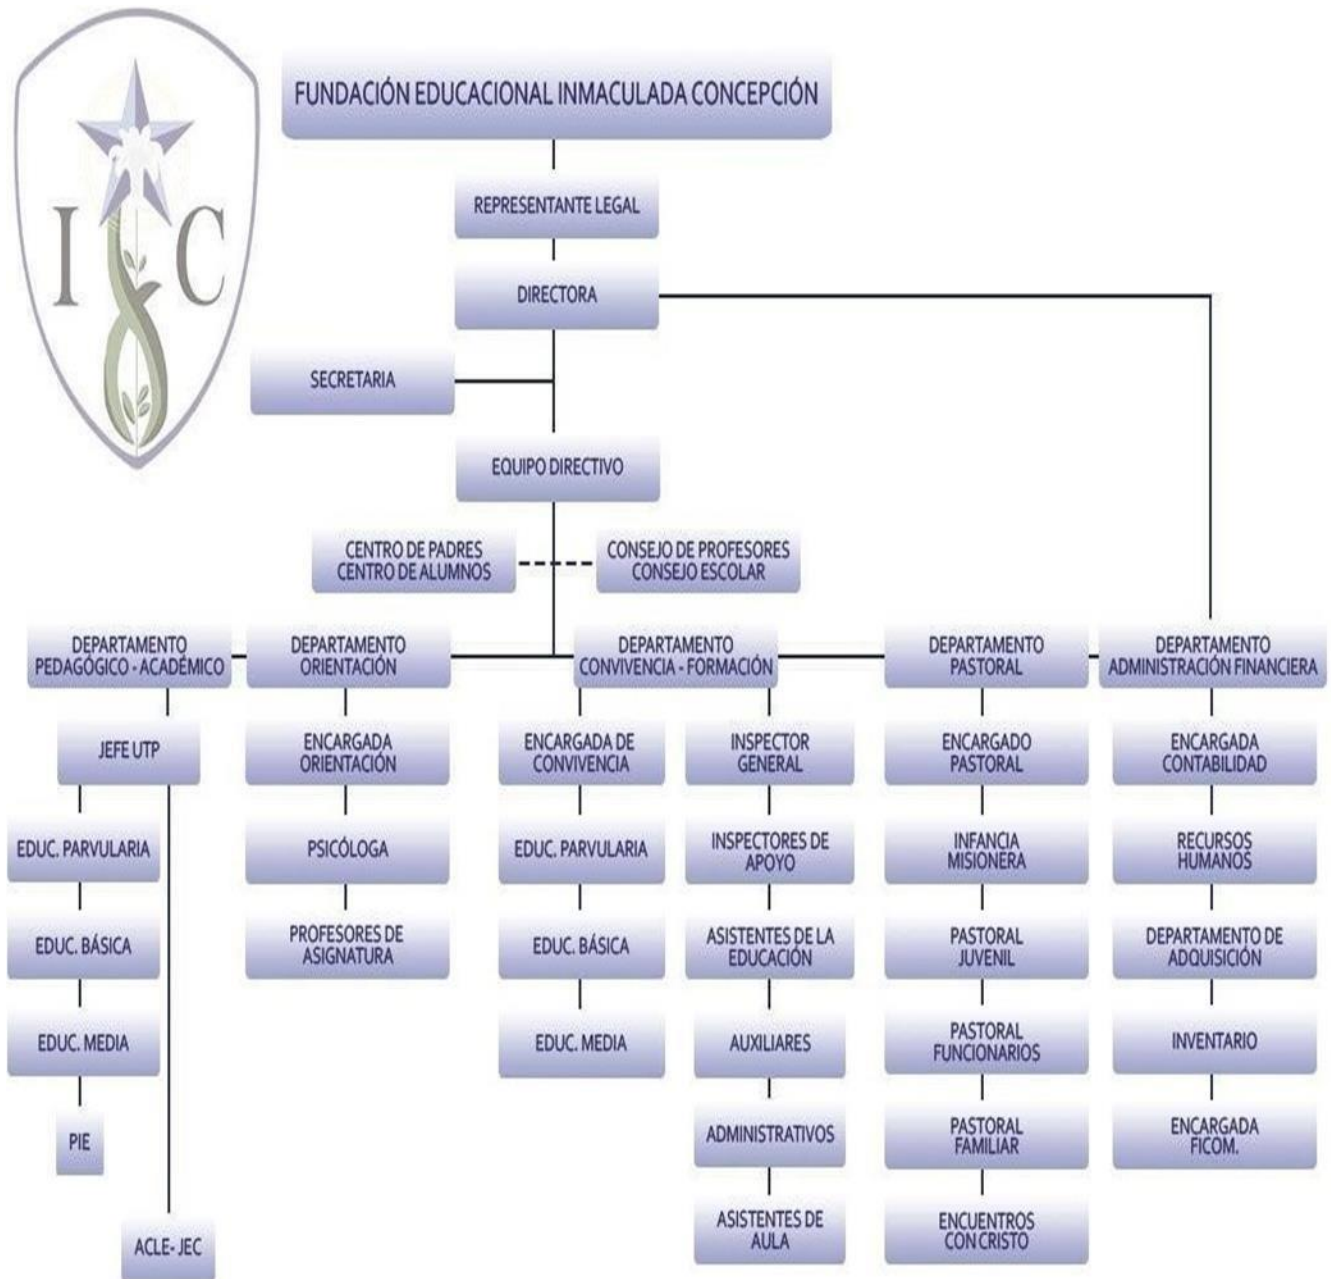 I C
FUNDACIÓN EDUCACIONAL INMACULADA CONCEPCIÓN
REPRESENTANTE LEGAL
DIRECTORA
SECRETARIA
EQUIPO DIRECTIVO
CENTRO DE PADRES
CENTRO DE ALUMNOS
CONSEJO DE PROFESORES
CONSEJO ESCOLAR
DEPARTAMENTO
PEDAGÓGICO - ACADÉMICO
JEFE UTP
EDUC. PARVULARIA
EDUC. BÁSICA
EDUC. MEDIA
PIE
ACLE- JEC
DEPARTAMENTO
ORIENTACIÓN
ENCARGADA
ORIENTACIÓN
PSICÓLOGA
PROFESORES DE
ASIGNATURA
DEPARTAMENTO
CONVIVENCIA - FORMACIÓN
ENCARGADA DE
CONVIVENCIA
EDUC. PARVULARIA
EDUC. BÁSICA
EDUC. MEDIA
INSPECTOR
GENERAL
INSPECTORES DE
APOYO
ASISTENTES DE LA
EDUCACIÓN
AUXILIARES
ADMINISTRATIVOS
ASISTENTES DE
AULA
DEPARTAMENTO
PASTORAL
ENCARGADO
PASTORAL
INFANCIA
MISIONERA
PASTORAL
JUVENIL
PASTORAL
FUNCIONARIOS
PASTORAL
FAMILIAR
ENCUENTROS
CON CRISTO
DEPARTAMENTO
ADMINISTRACIÓN FINANCIERA
ENCARGADA
CONTABILIDAD
RECURSOS
HUMANOS
DEPARTAMENTO DE
ADQUISICIÓN
INVENTARIO
ENCARGADA
FICOM.